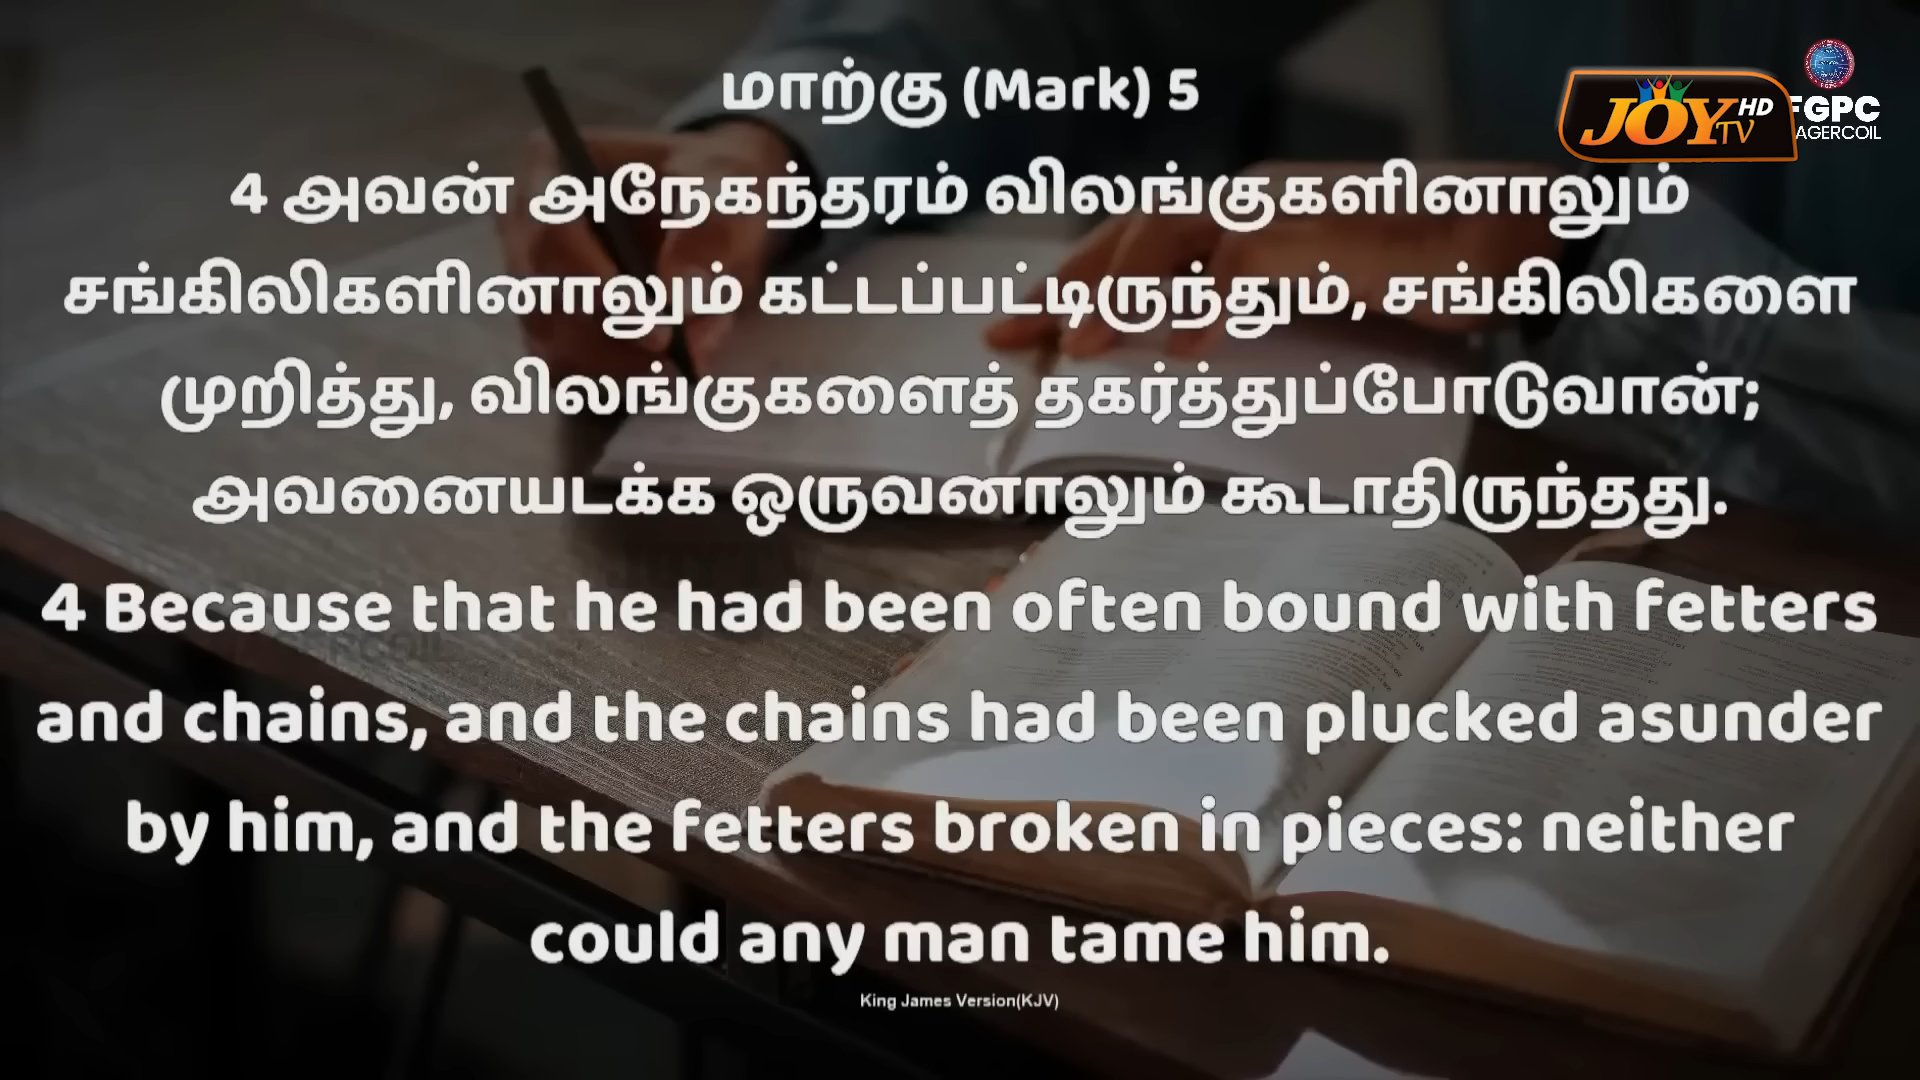 மாற்கு (Mark) 5
JOY TV HD
FGPC
AGERCOIL
4 அவன் அநேகந்தரம் விலங்குகளினாலும்
சங்கிலிகளினாலும் கட்டப்பட்டிருந்தும், சங்கிலிகளை
முறித்து, விலங்குகளைத் தகர்த்துப்போடுவான்;
அவனையடக்க ஒருவனாலும் கூடாதிருந்தது.
4 Because that he had been often bound with fetters
and chains, and the chains had been plucked asunder
by him, and the fetters broken in pieces: neither
could any man tame him.
King James Version(KJV)